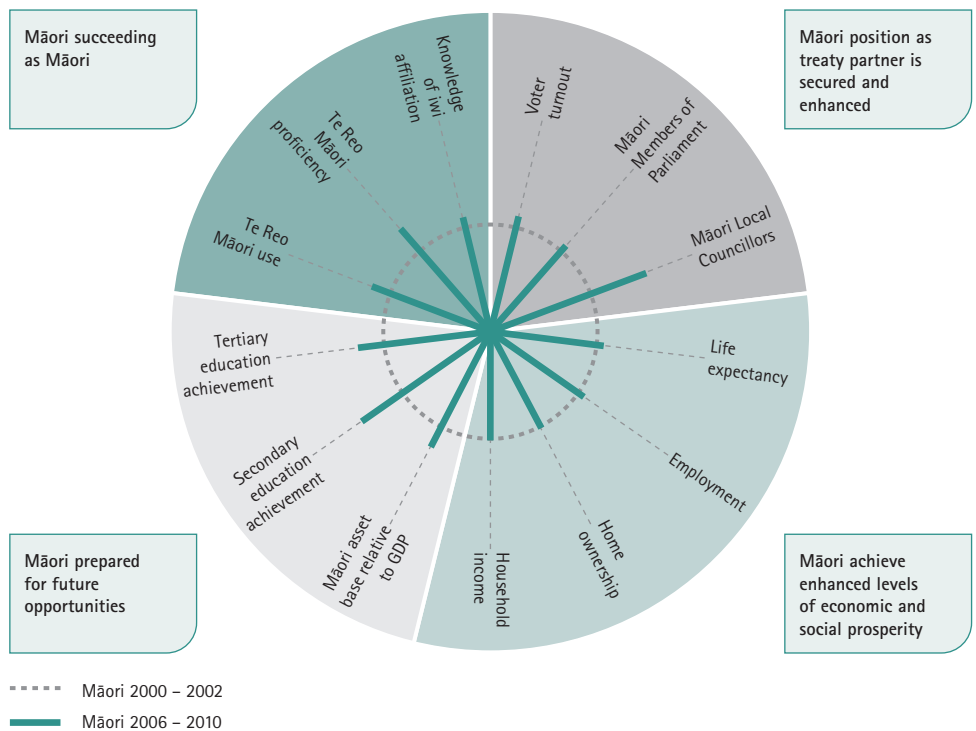 Māori succeeding
as Māori
Māori position as
treaty partner is
secured and
enhanced
Knowledge
of iwi
affiliation
Te Reo
Māori
proficiency
Te Reo
Māori use
Voter
turnout
Māori
Members of
Parliament
Māori Local
Councillors
Life
expectancy
Employment
Home
ownership
Household
income
Māori asset
base relative
to GDP
Secondary
education
achievement
Tertiary
education
achievement
Māori prepared
for future
opportunities
Māori achieve
enhanced levels
of economic and
social prosperity
Māori 2000 – 2002
Māori 2006 – 2010